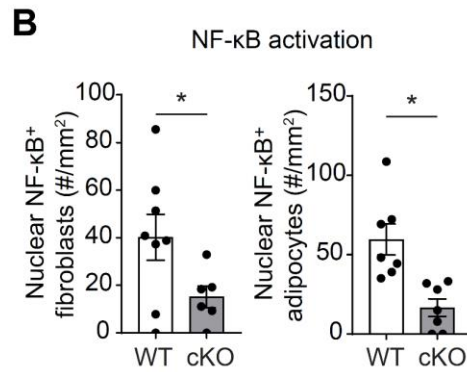 B
NF-κB activation
Nuclear NF-κB⁺
fibroblasts (#/mm²)
100
80
60
40
20
0
*
WT cKO
Nuclear NF-κB⁺
adipocytes (#/mm²)
150
100
50
0
*
WT cKO